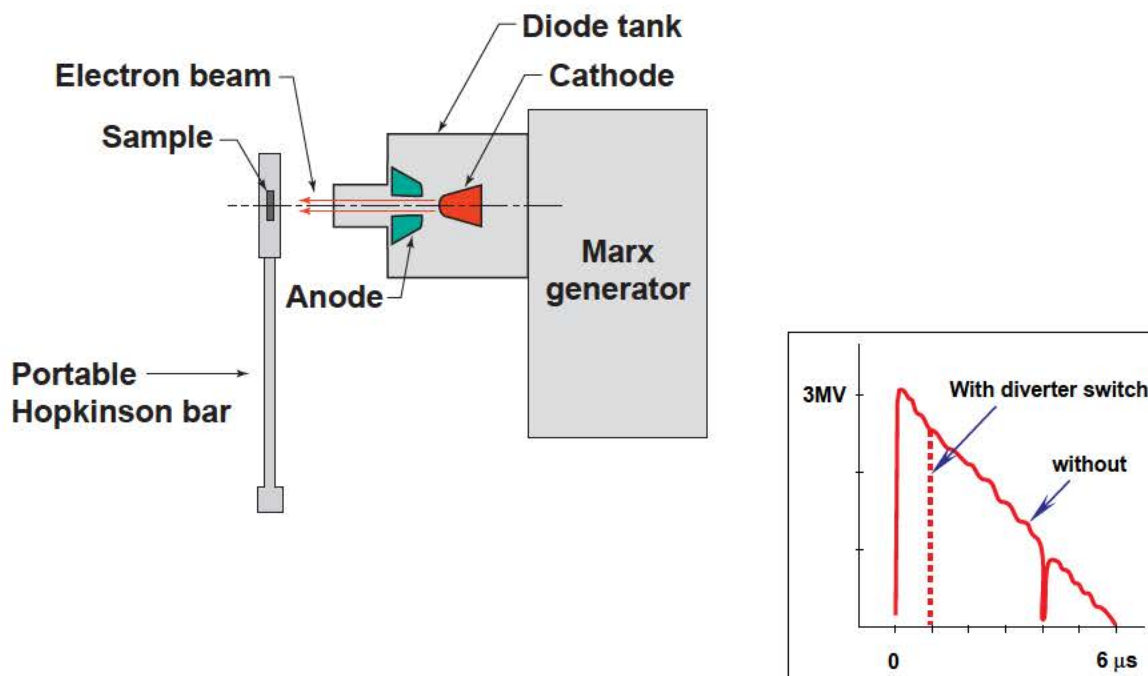 Diode tank
Electron beam
Cathode
Sample
Marx
generator
Anode
Portable
Hopkinson bar
3MV
With diverter switch
without
0
6 μs